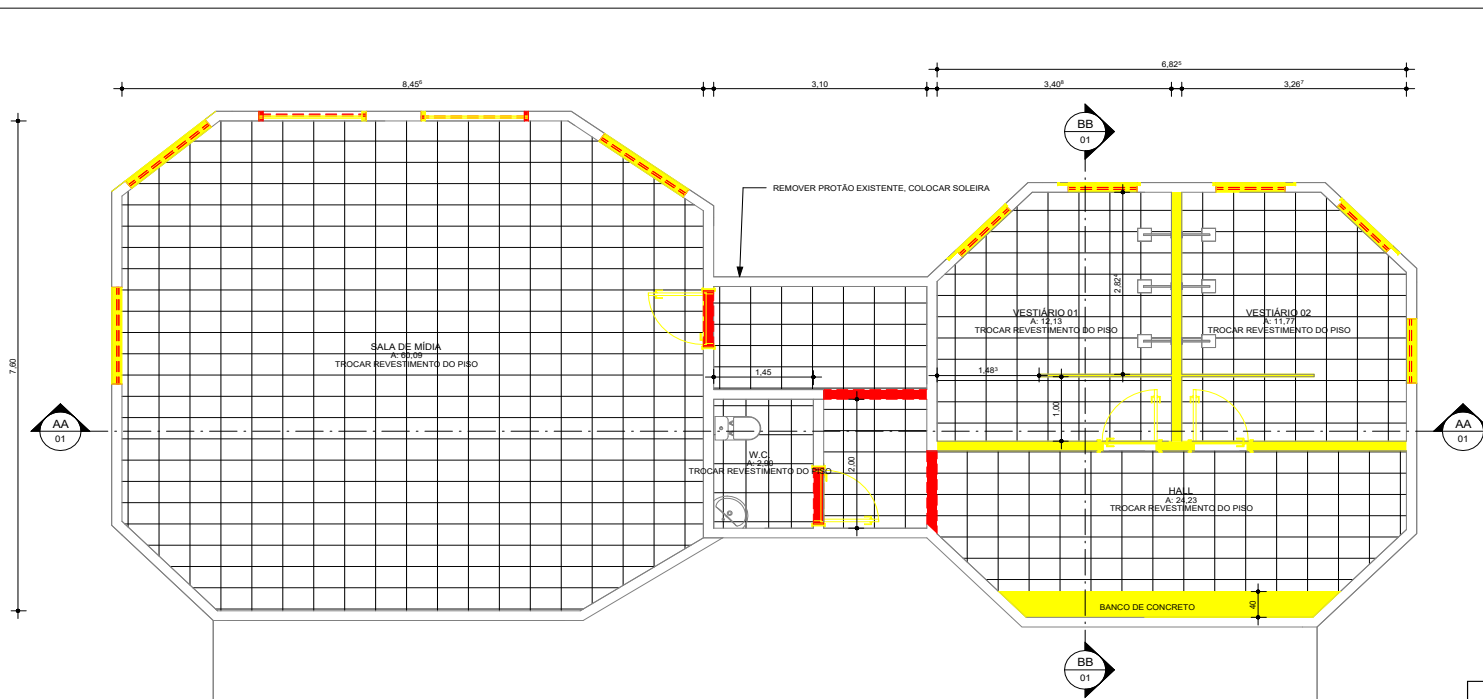 6,82⁵
8,45⁶
3,10
3,40⁸
3,26⁷
BB
01
REMOVER PROTÃO EXISTENTE, COLOCAR SOLEIRA
7,60
2,82⁴
VESTIÁRIO 01
A: 12,13
TROCAR REVESTIMENTO DO PISO
VESTIÁRIO 02
A: 11,77
TROCAR REVESTIMENTO DO PISO
SALA DE MÍDIA
A: 60,09
TROCAR REVESTIMENTO DO PISO
1,45
1,48³
1,00
AA
01
AA
01
W.C.
A: 2,90
TROCAR REVESTIMENTO DO PISO
2,00
HALL
A: 24,23
TROCAR REVESTIMENTO DO PISO
BANCO DE CONCRETO
40
BB
01